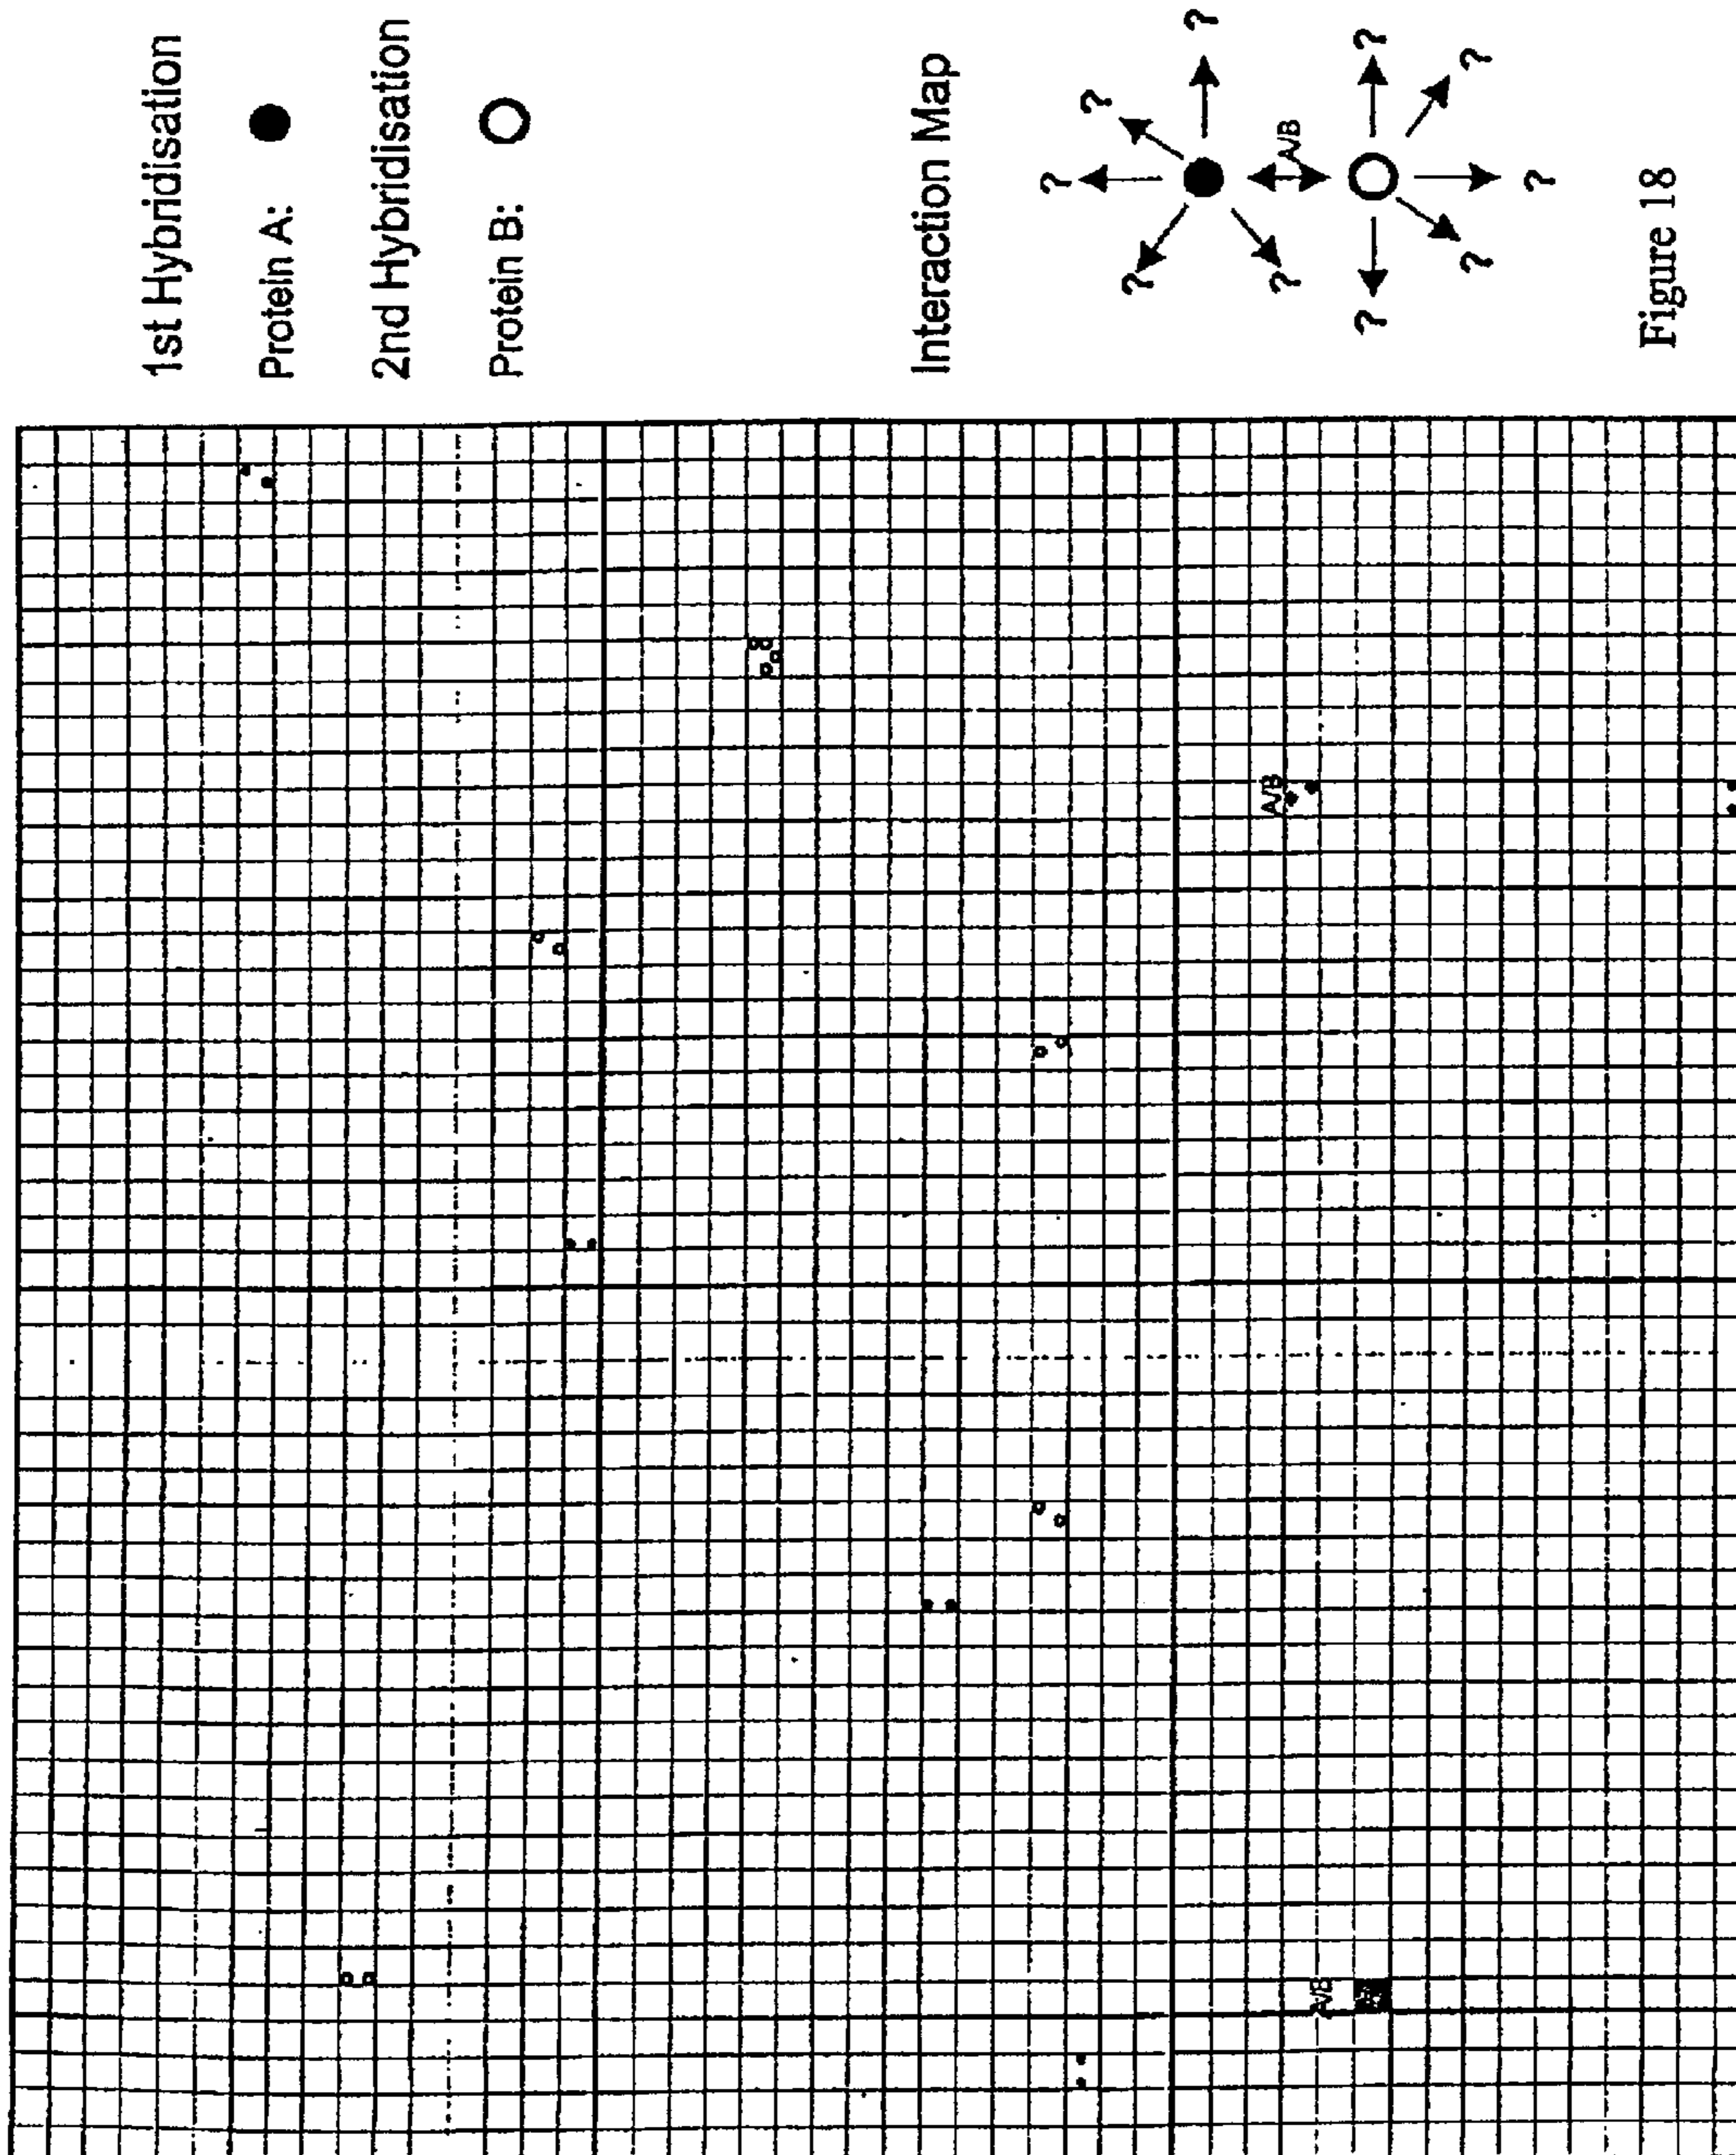 1st Hybridisation
Protein A:
2nd Hybridisation
Protein B:
Interaction Map
?
?
?
?
?
A/B
?
?
?
?
?
A/B
A/B
Figure 18